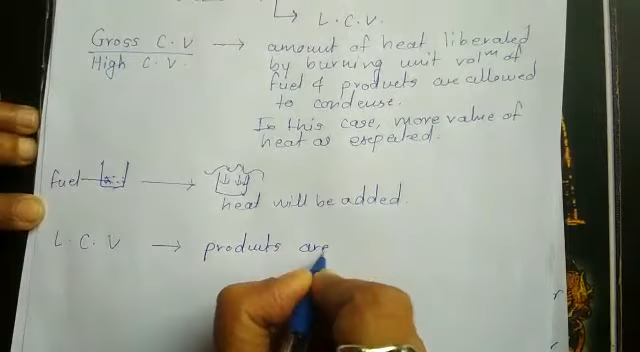 L.C.V.
Gross C.V → amount of heat liberated
High C.V. by burning unit volm of
fuel & products are allowed
to condense.
In this case, more value of
heat as expected.
fuel →
heat will be added.
L.C.V → products are